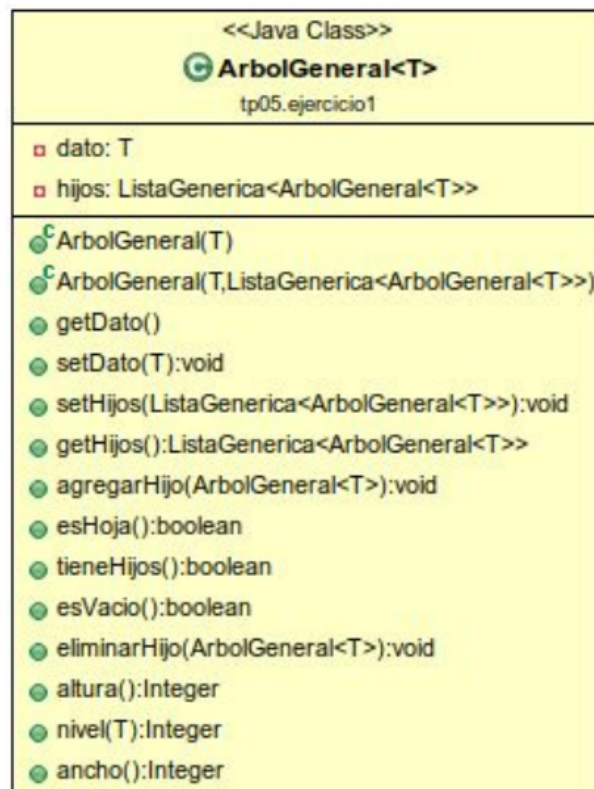 <<Java Class>>
ArbolGeneral<T>
tp05.ejercicio1
dato: T
hijos: ListaGenerica<ArbolGeneral<T>>
ArbolGeneral(T)
ArbolGeneral(T,ListaGenerica<ArbolGeneral<T>>)
getDato()
setDato(T):void
setHijos(ListaGenerica<ArbolGeneral<T>>):void
getHijos():ListaGenerica<ArbolGeneral<T>>
agregarHijo(ArbolGeneral<T>):void
esHoja():boolean
tieneHijos():boolean
esVacio():boolean
eliminarHijo(ArbolGeneral<T>):void
altura():Integer
nivel(T):Integer
ancho():Integer